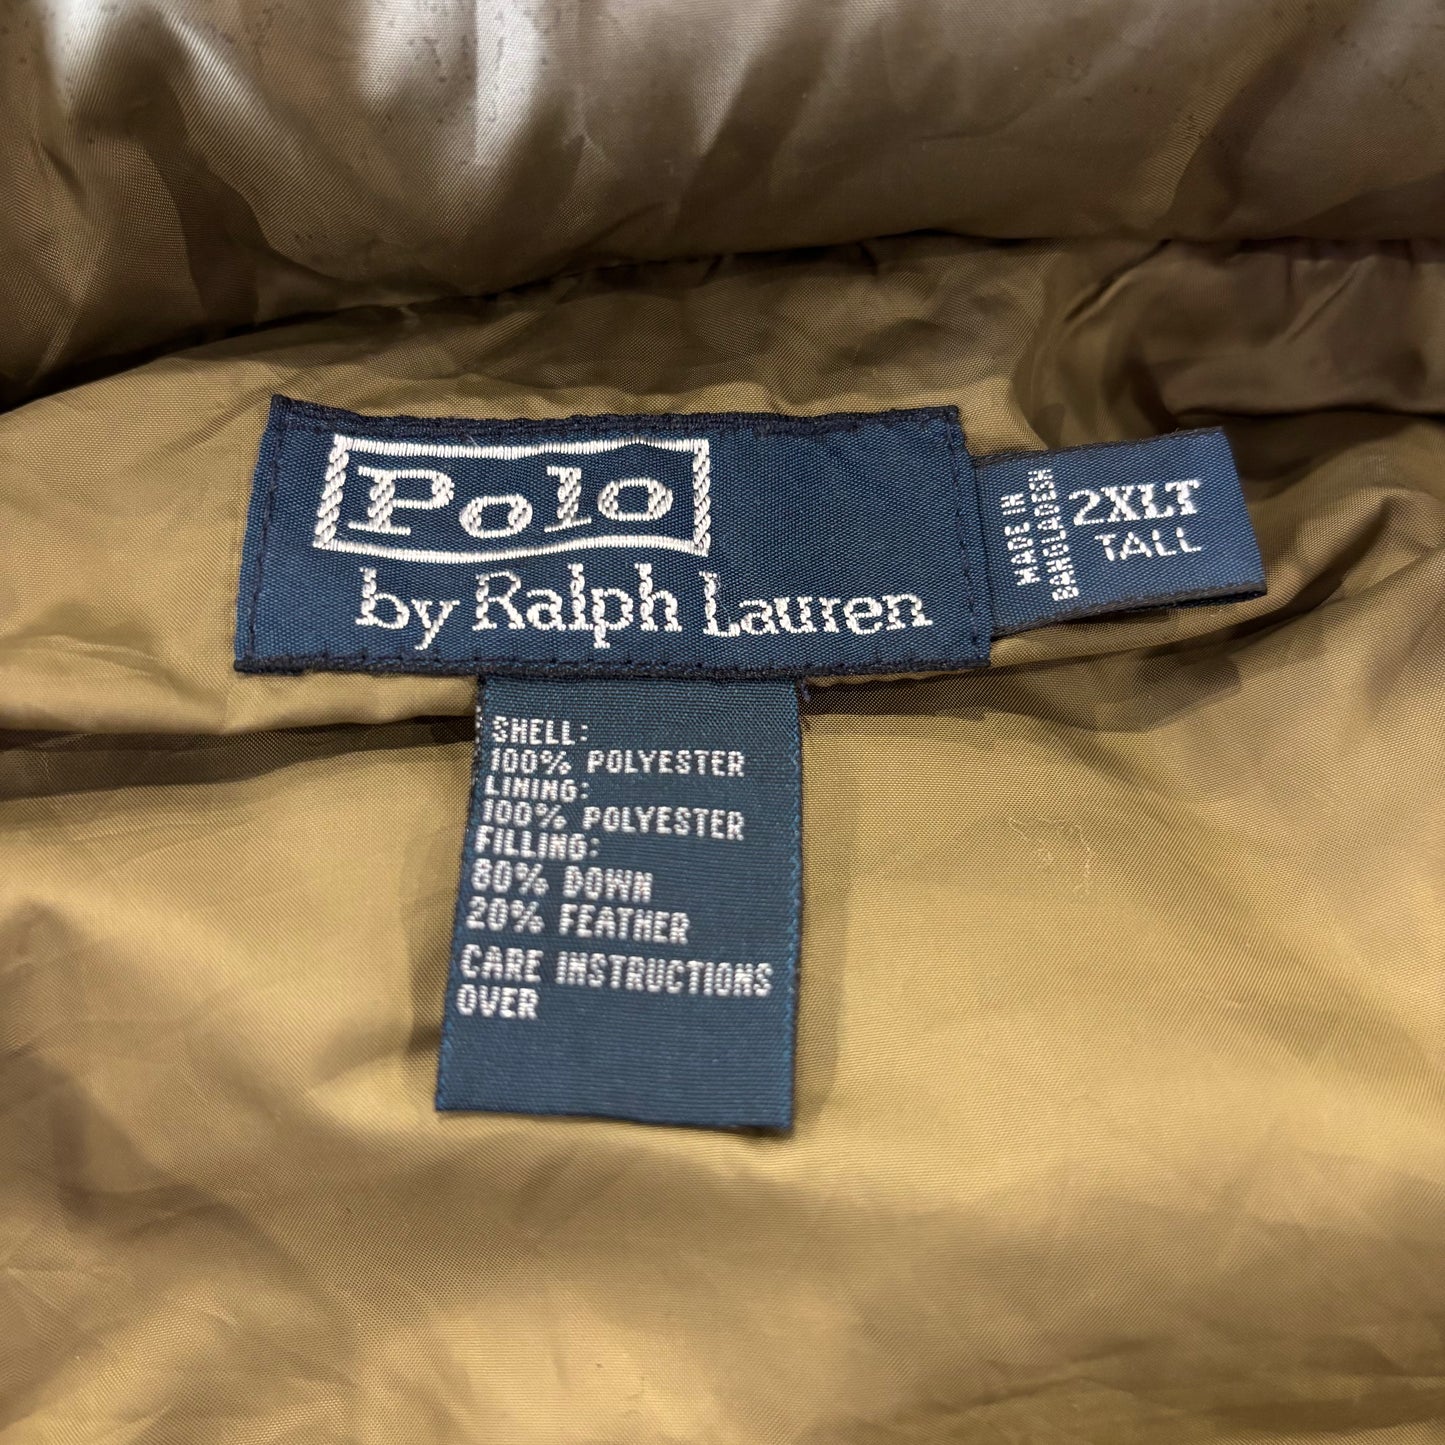 Polo
by Ralph Lauren
MADE IN
BANGLADESH
2XLT
TALL
SHELL:
100% POLYESTER
LINING:
100% POLYESTER
FILLING:
80% DOWN
20% FEATHER
CARE INSTRUCTIONS
OVER